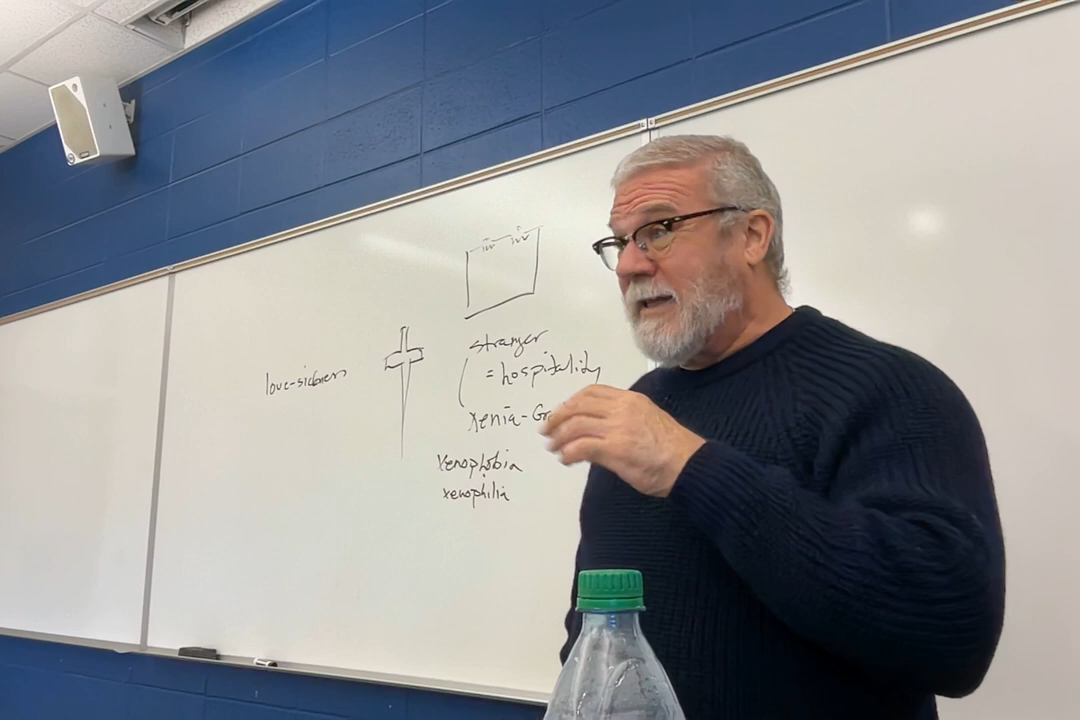 love-sickness
stranger
= hospitality
xenia-G
xenophobia
xenophilia